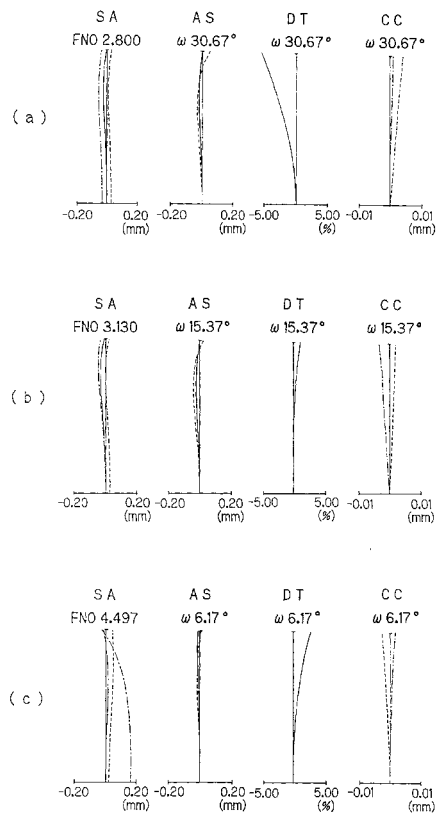 S A   A S   D T   C C
FNO 2.800   ω 30.67°   ω 30.67°   ω 30.67°
(a)
-0.20   0.20   -0.20   0.20   -5.00   5.00   -0.01   0.01
(mm)   (mm)   (%)   (mm)
S A   A S   D T   C C
FNO 3.130   ω 15.37°   ω 15.37°   ω 15.37°
(b)
-0.20   0.20   -0.20   0.20   -5.00   5.00   -0.01   0.01
(mm)   (mm)   (%)   (mm)
S A   A S   D T   C C
FNO 4.497   ω 6.17°   ω 6.17°   ω 6.17°
(c)
-0.20   0.20   -0.20   0.20   -5.00   5.00   -0.01   0.01
(mm)   (mm)   (%)   (mm)